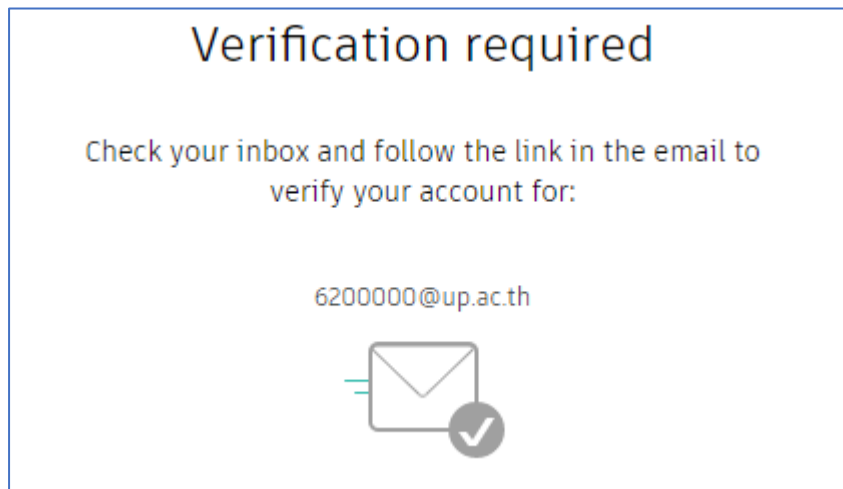 Verification required
Check your inbox and follow the link in the email to
verify your account for:
6200000@up.ac.th